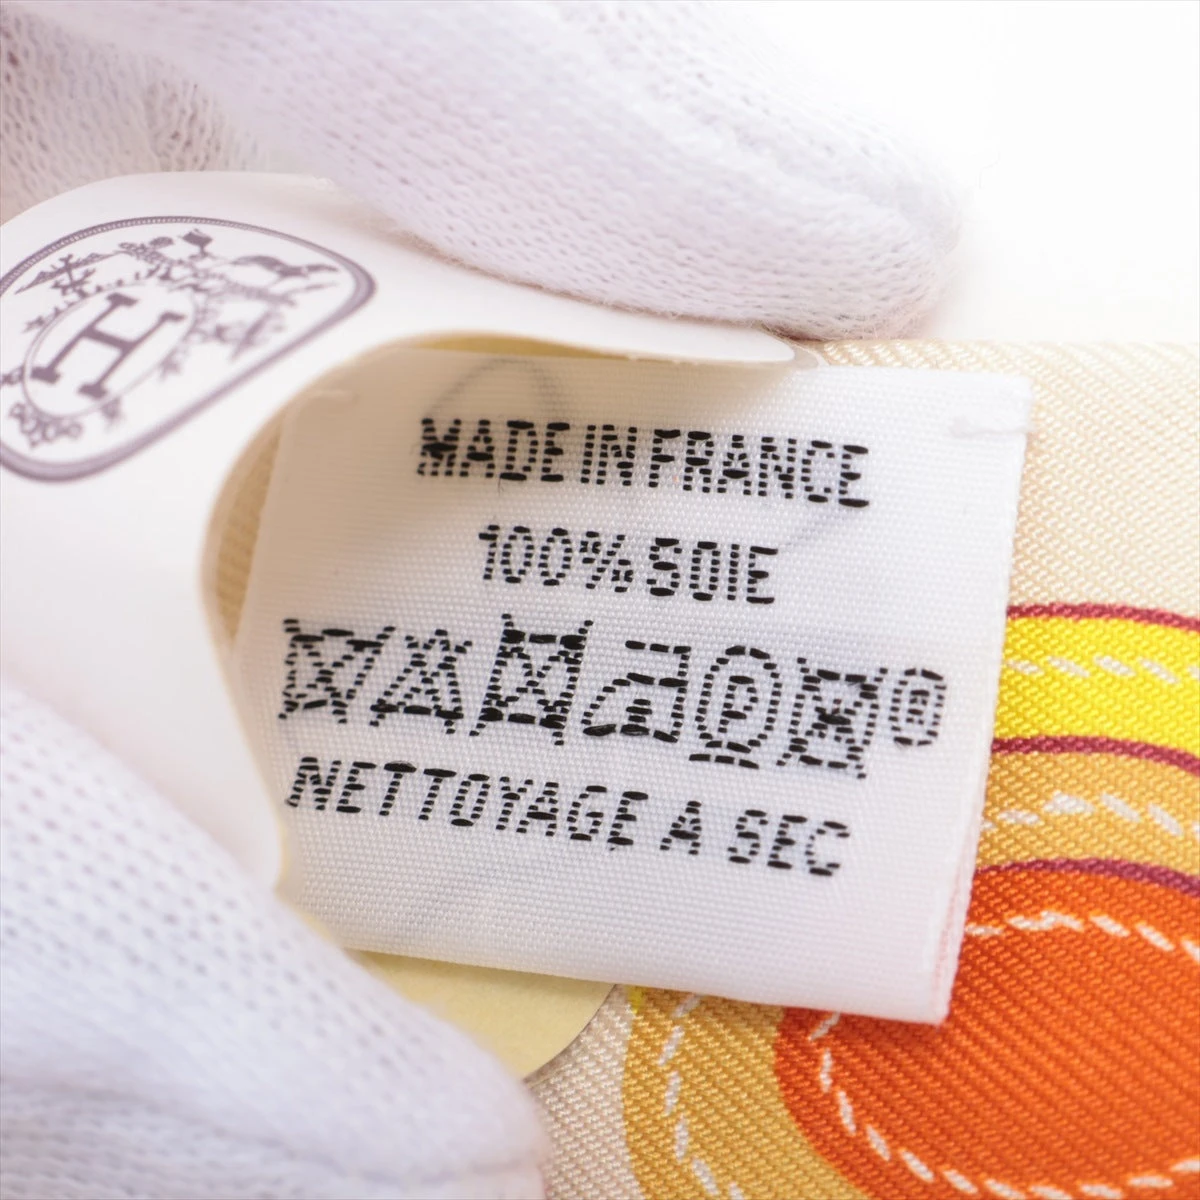 H
MADE IN FRANCE
100% SOIE
P ®
NETTOYAGE A SEC